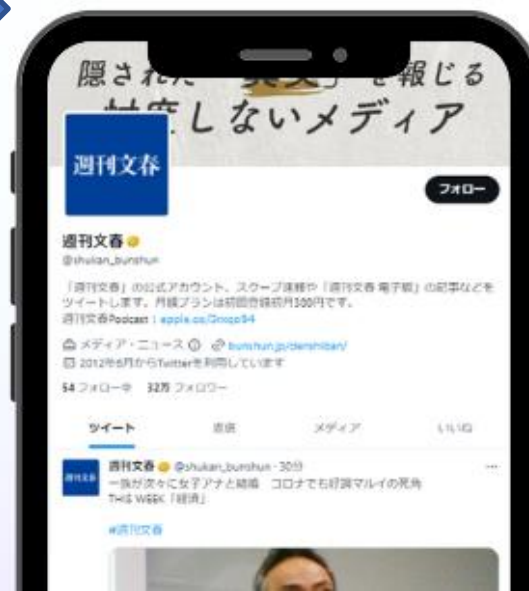 隠された を報じる
しないメディア
週刊文春
フォロー
週刊文春
@shukan_bunshun
「週刊文春」の公式アカウント、スクープ速報や「週刊文春 電子版」の記事などを
ツイートします。月額プランは初回登録初月300円です。
週刊文春Podcast：
メディア・ニュース bunshun.jp/denshiban/
2012年6月からTwitterを利用しています
54 フォロー中 32万 フォロワー
ツイート 返信 メディア いいね
週刊文春 @shukan_bunshun・30分
一族が次々に女子アナと結婚 コロナでも好調マルイの死角
THIS WEEK「経済」
#週刊文春